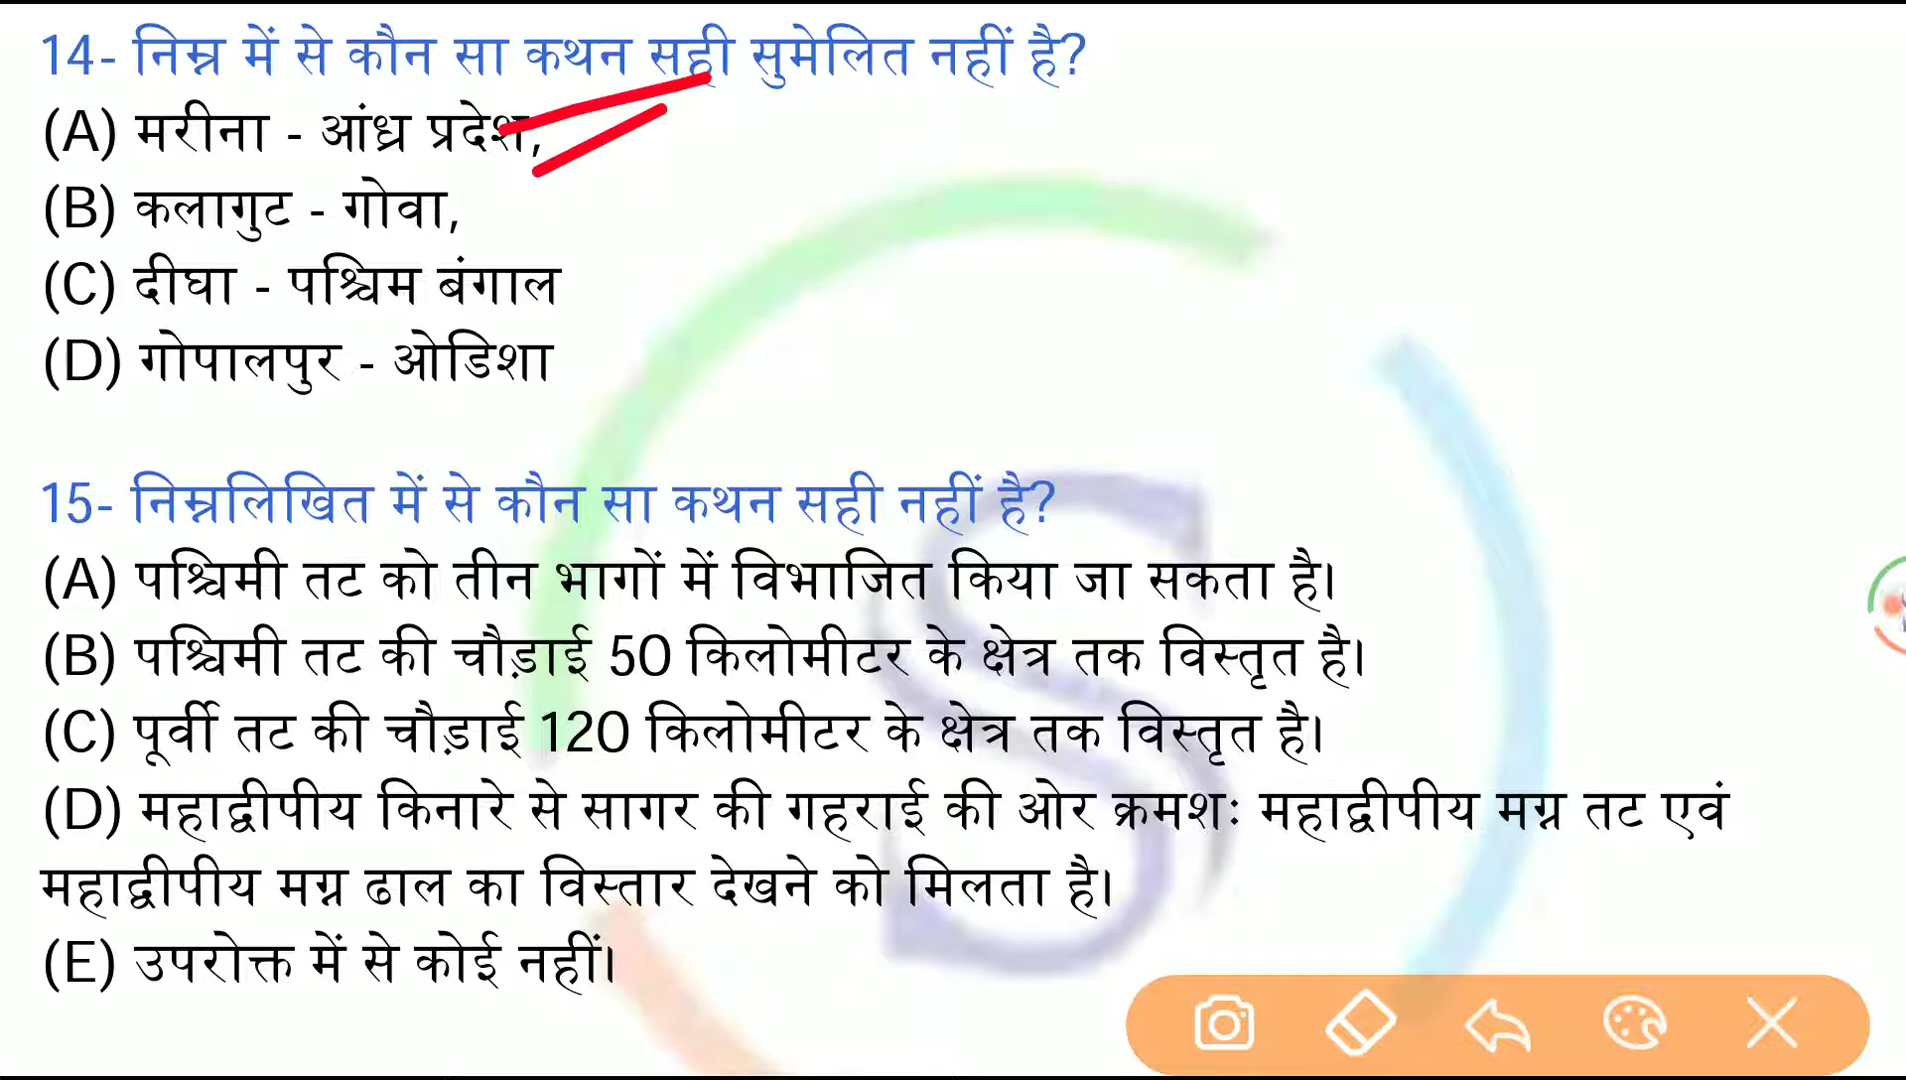 14- निम्न में से कौन सा कथन सही सुमेलित नहीं है?
(A) मरीना - आंध्र प्रदेश,
(B) कलागुट - गोवा,
(C) दीघा - पश्चिम बंगाल
(D) गोपालपुर - ओडिशा
15- निम्नलिखित में से कौन सा कथन सही नहीं है?
(A) पश्चिमी तट को तीन भागों में विभाजित किया जा सकता है।
(B) पश्चिमी तट की चौड़ाई 50 किलोमीटर के क्षेत्र तक विस्तृत है।
(C) पूर्वी तट की चौड़ाई 120 किलोमीटर के क्षेत्र तक विस्तृत है।
(D) महाद्वीपीय किनारे से सागर की गहराई की ओर क्रमशः महाद्वीपीय मग्न तट एवं
महाद्वीपीय मग्न ढाल का विस्तार देखने को मिलता है।
(E) उपरोक्त में से कोई नहीं।
S